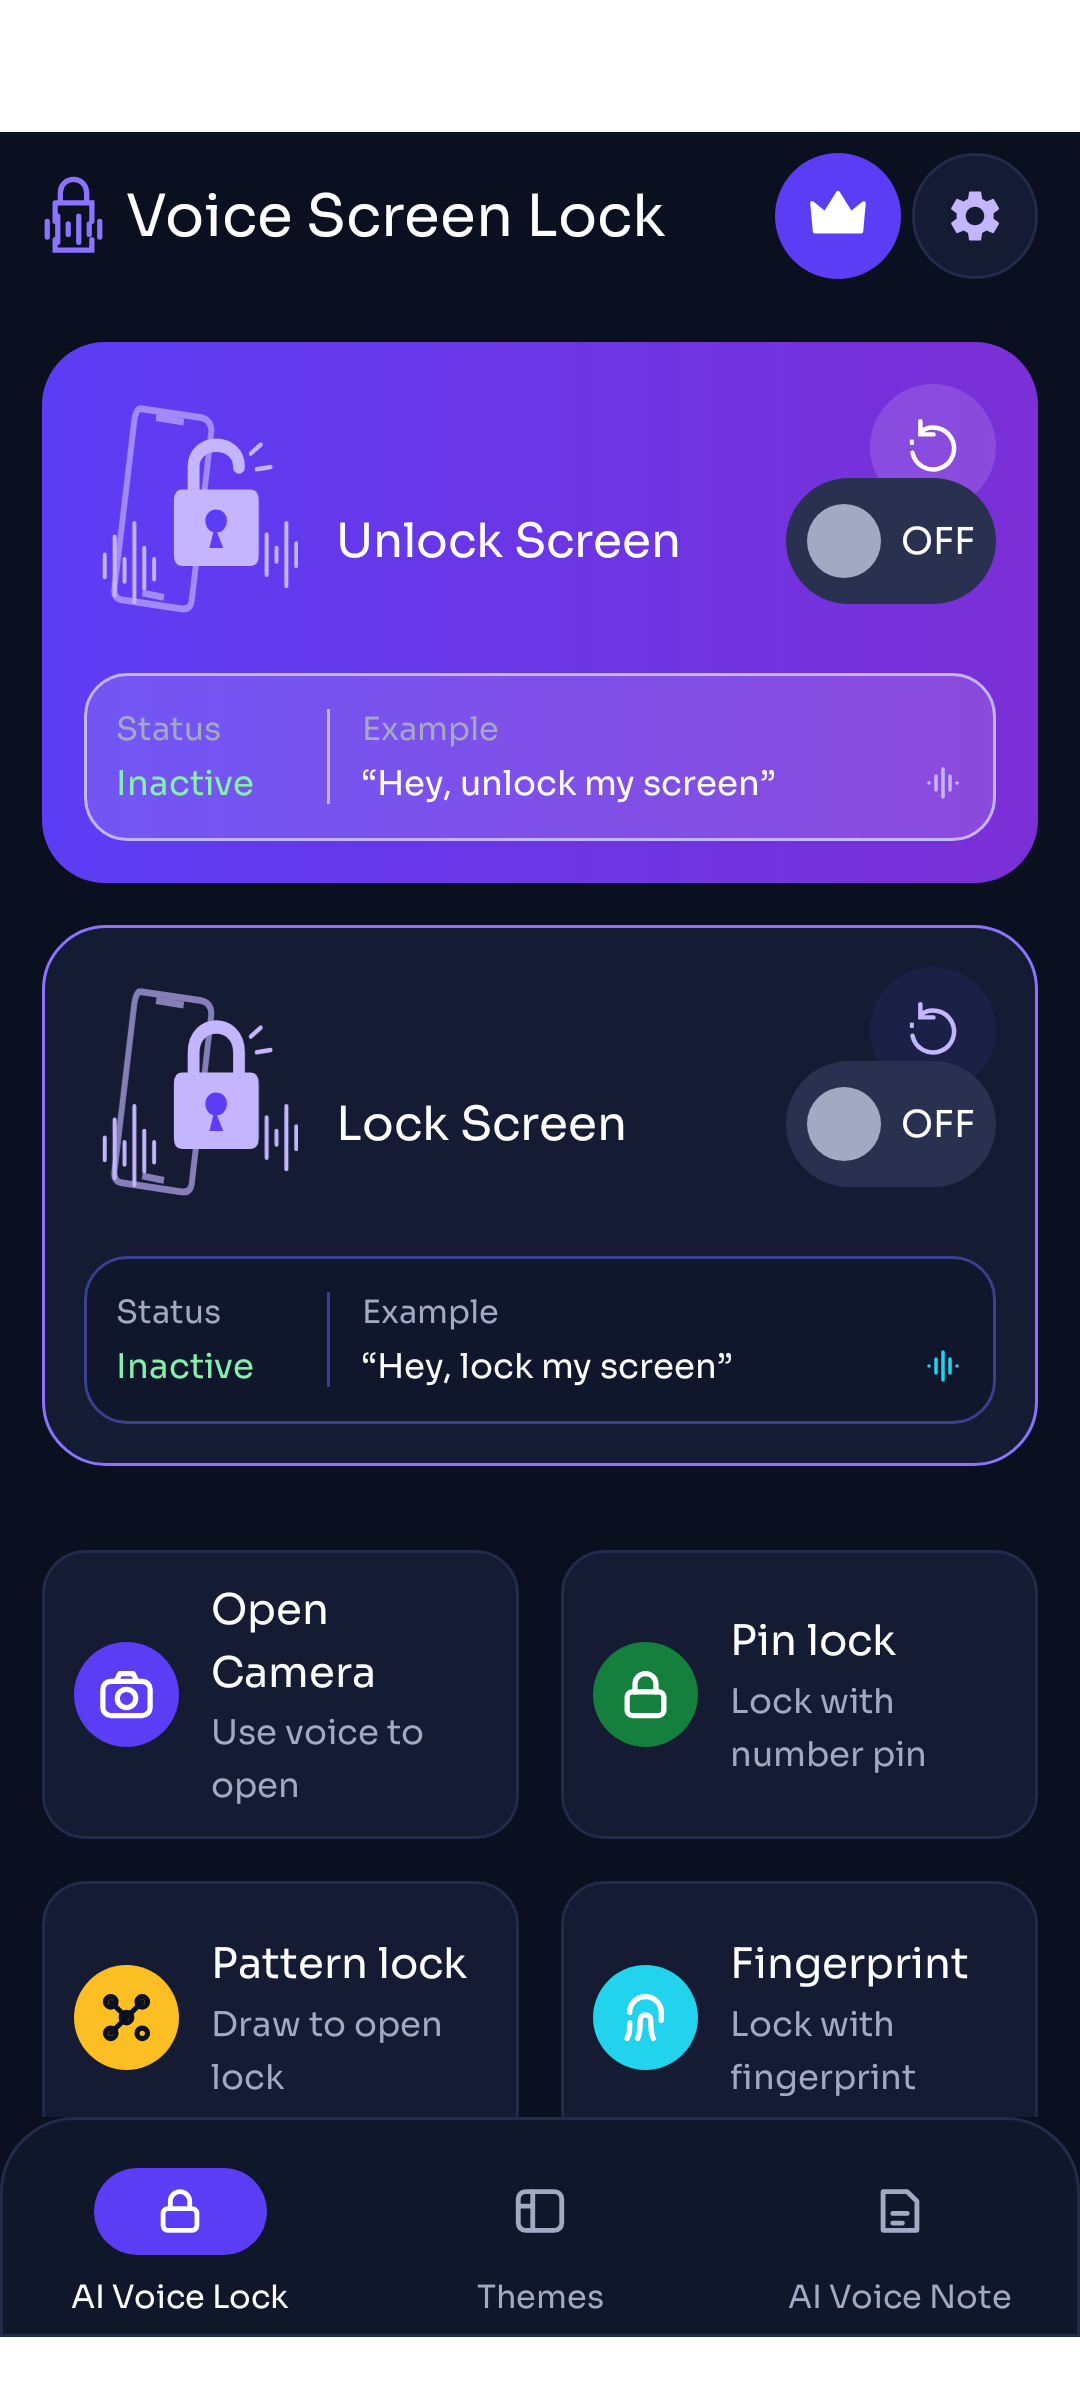 Voice Screen Lock
Unlock Screen
OFF
Status
Example
Inactive
“Hey, unlock my screen”
Lock Screen
OFF
Status
Example
Inactive
“Hey, lock my screen”
Open
Camera
Use voice to
open
Pin lock
Lock with
number pin
Pattern lock
Draw to open
lock
Fingerprint
Lock with
fingerprint
AI Voice Lock
Themes
AI Voice Note